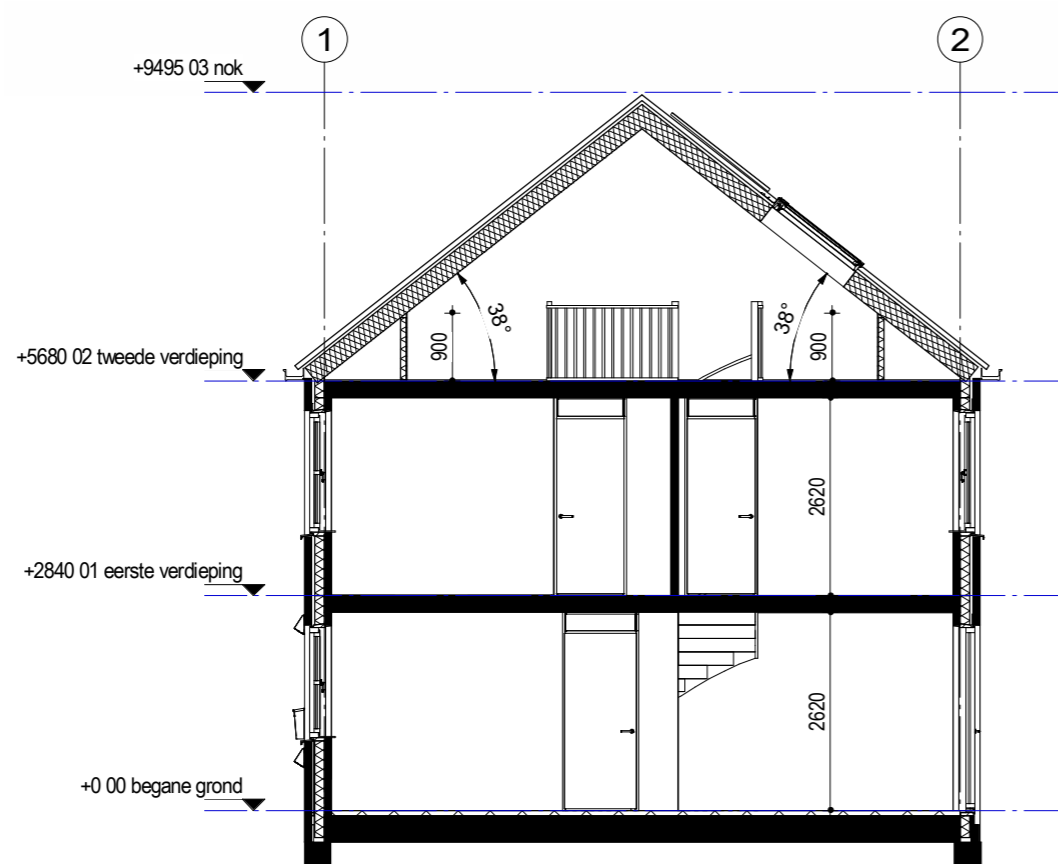 1
2
+9495 03 nok
38°
38°
900
900
+5680 02 tweede verdieping
2620
+2840 01 eerste verdieping
2620
+0 00 begane grond